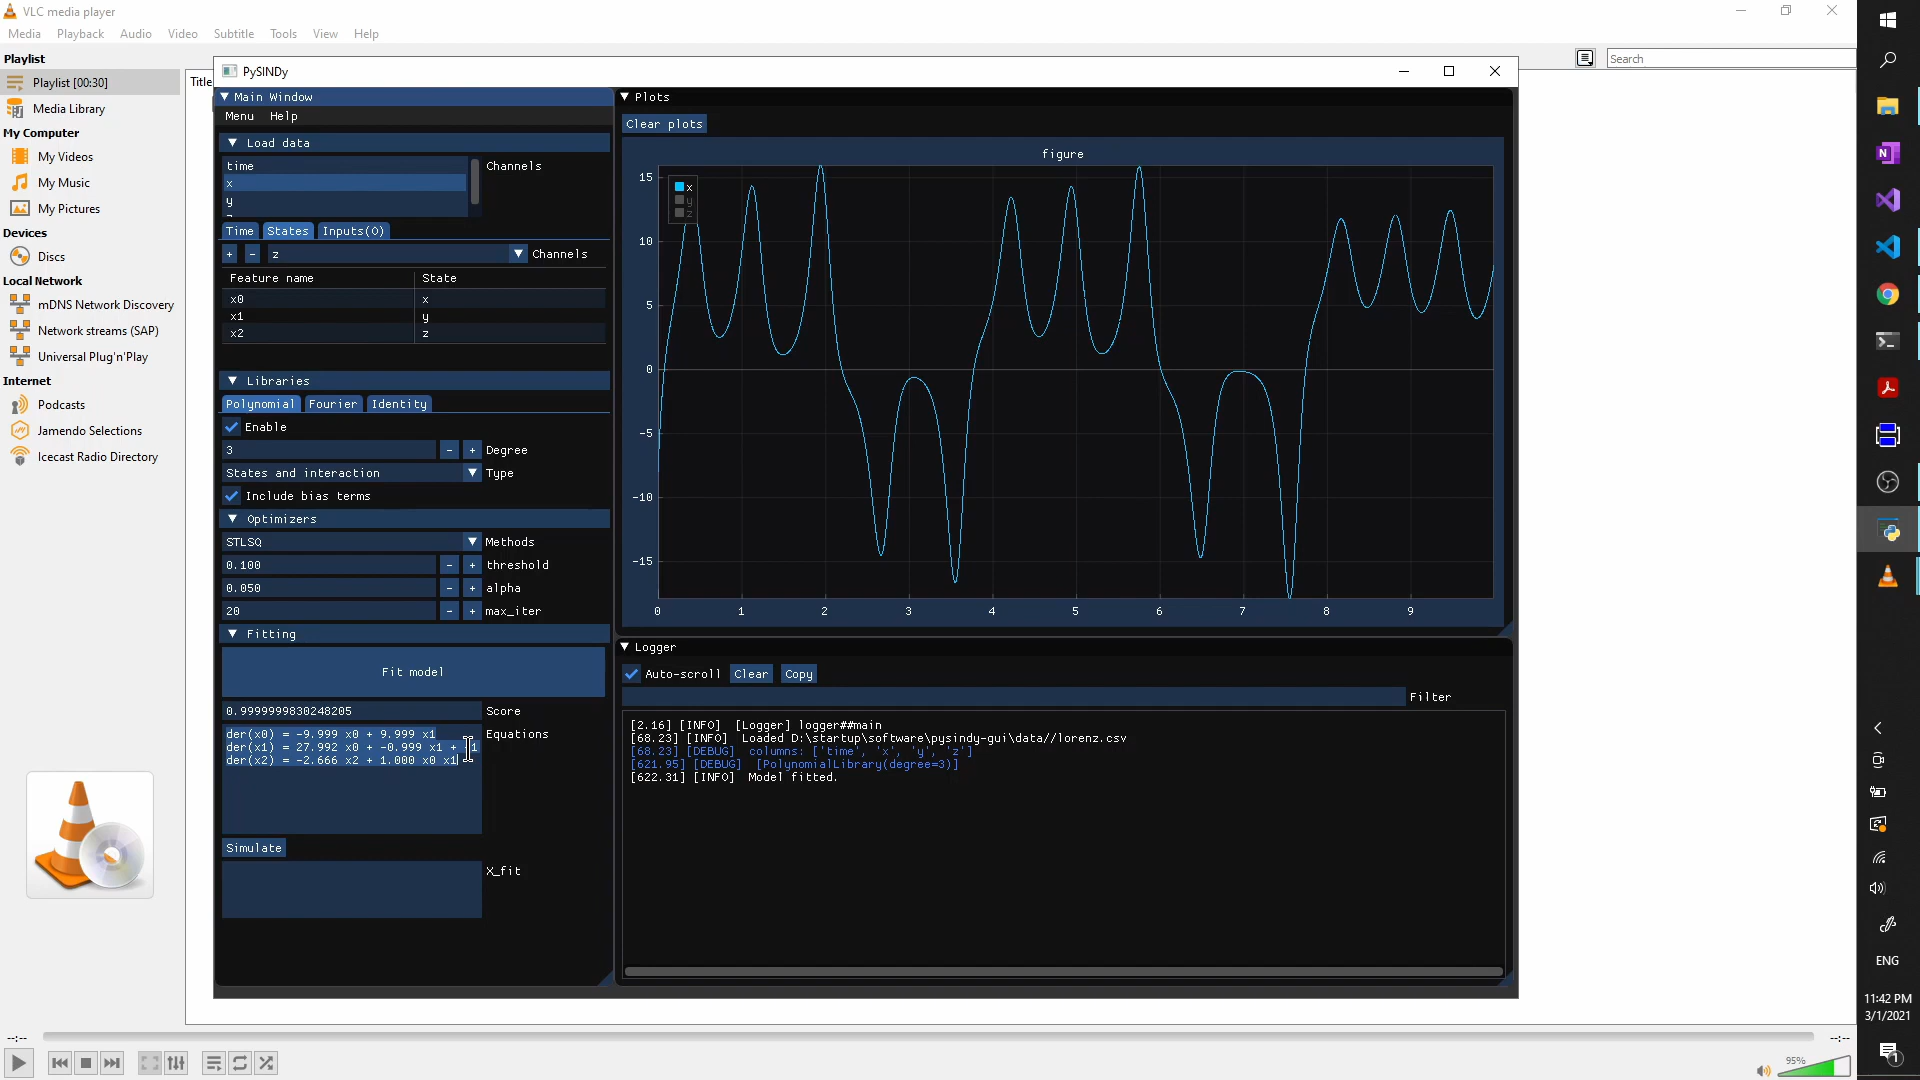 VLC media player
Media Playback Audio Video Subtitle Tools View Help
Playlist
Playlist [00:30]
Media Library
My Computer
My Videos
My Music
My Pictures
Devices
Discs
Local Network
mDNS Network Discovery
Network streams (SAP)
Universal Plug'n'Play
Internet
Podcasts
Jamendo Selections
Icecast Radio Directory
Title
Search
PySINDy
Main Window
Menu Help
Load data
time
x
y
Channels
Time States Inputs(0)
+ - z Channels
Feature name State
x0 x
x1 y
x2 z
Libraries
Polynomial Fourier Identity
Enable
3 - + Degree
States and interaction Type
Include bias terms
Optimizers
STLSQ Methods
0.100 - + threshold
0.050 - + alpha
20 - + max_iter
Fitting
Fit model
0.9999999830248205 Score
der(x0) = -9.999 x0 + 9.999 x1
der(x1) = 27.992 x0 + -0.999 x1 +
der(x2) = -2.666 x2 + 1.000 x0 x1
Equations
Simulate
X_fit
Plots
Clear plots
figure
x
y
z
15
10
5
0
-5
-10
-15
0 1 2 3 4 5 6 7 8 9
Logger
Auto-scroll Clear Copy
Filter
[2.16] [INFO] [Logger] logger##main
[68.23] [INFO] Loaded D:\startup\software\pysindy-gui\data//lorenz.csv
[68.23] [DEBUG] columns: ['time', 'x', 'y', 'z']
[621.95] [DEBUG] [PolynomialLibrary(degree=3)]
[622.31] [INFO] Model fitted.
--:-- --:--
95%
ENG
11:42 PM
3/1/2021
1